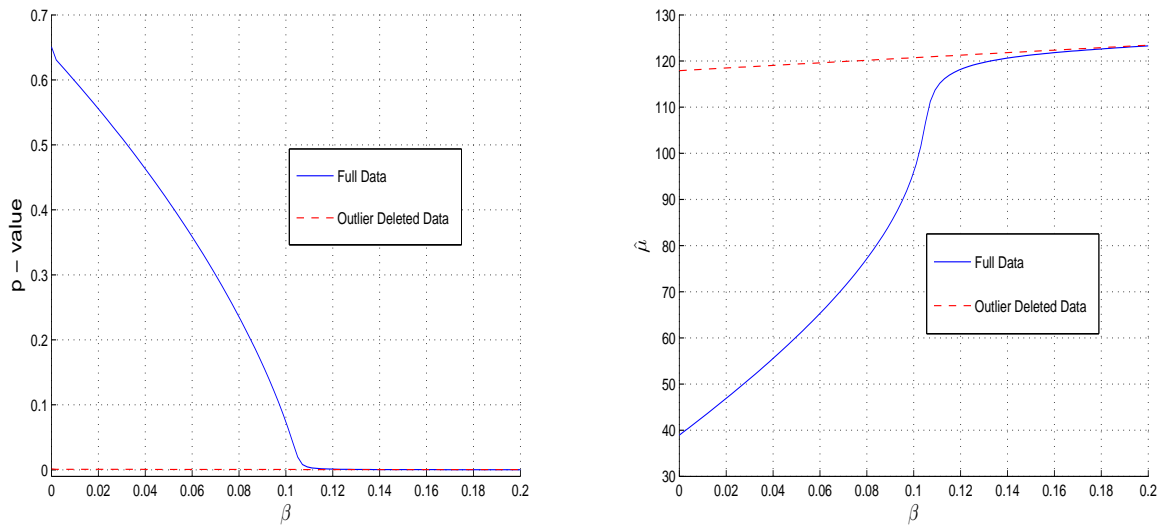 0.7
0.6
0.5
0.4
0.3
0.2
0.1
0
p − value
0 0.02 0.04 0.06 0.08 0.1 0.12 0.14 0.16 0.18 0.2
β
Full Data
Outlier Deleted Data
130
120
110
100
90
80
70
60
50
40
30
μ̂
0 0.02 0.04 0.06 0.08 0.1 0.12 0.14 0.16 0.18 0.2
β
Full Data
Outlier Deleted Data